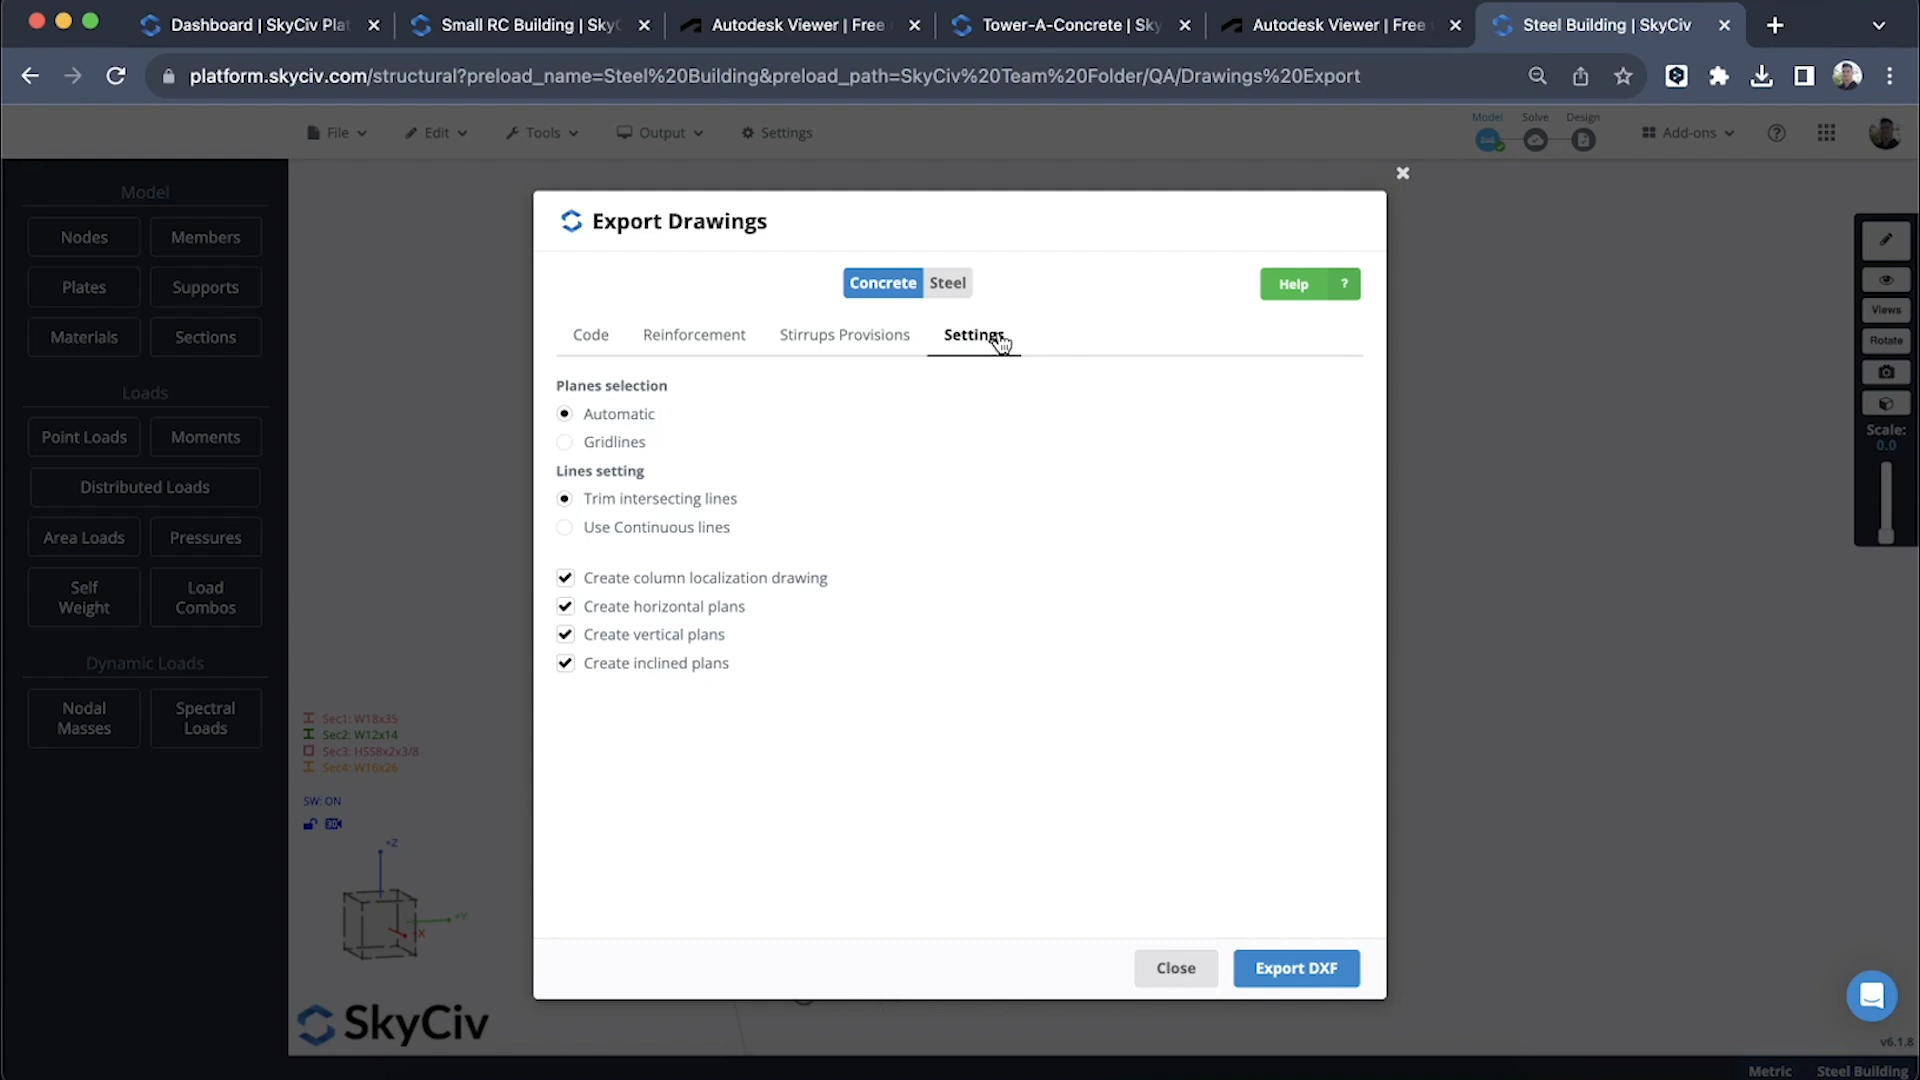 Dashboard | SkyCiv Plat
Small RC Building | SkyC
Autodesk Viewer | Free
Tower-A-Concrete | Sky
Autodesk Viewer | Free
Steel Building | SkyCiv
platform.skyciv.com/structural?preload_name=Steel%20Building&preload_path=SkyCiv%20Team%20Folder/QA/Drawings%20Export
File
Edit
Tools
Output
Settings
Model
Solve
Design
Add-ons
Model
Nodes
Members
Plates
Supports
Materials
Sections
Loads
Point Loads
Moments
Distributed Loads
Area Loads
Pressures
Self
Weight
Load
Combos
Dynamic Loads
Nodal
Masses
Spectral
Loads
Export Drawings
Concrete
Steel
Help ?
Code
Reinforcement
Stirrups Provisions
Settings
Planes selection
Automatic
Gridlines
Lines setting
Trim intersecting lines
Use Continuous lines
Create column localization drawing
Create horizontal plans
Create vertical plans
Create inclined plans
Close
Export DXF
Views
Rotate
Scale:
0.0
Sec1: W18x35
Sec2: W12x14
Sec3: HSS8x2x3/8
Sec4: W16x26
SW: ON
3D
+Z
+Y
+X
SkyCiv
v6.1.8
Metric
Steel Building